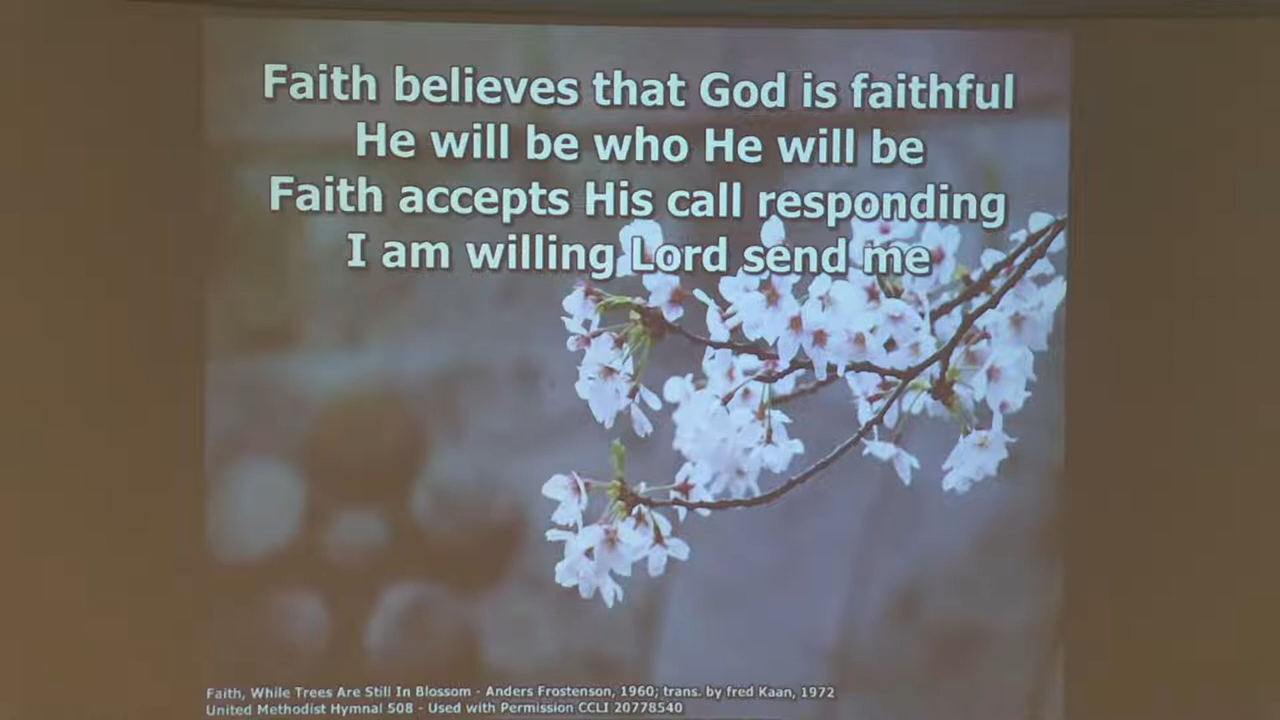 Faith believes that God is faithful
He will be who He will be
Faith accepts His call responding
I am willing Lord send me
Faith, While Trees Are Still In Blossom - Anders Frostenson, 1960; trans. by fred Kaan, 1972
United Methodist Hymnal 508 - Used with Permission CCLI 20778540